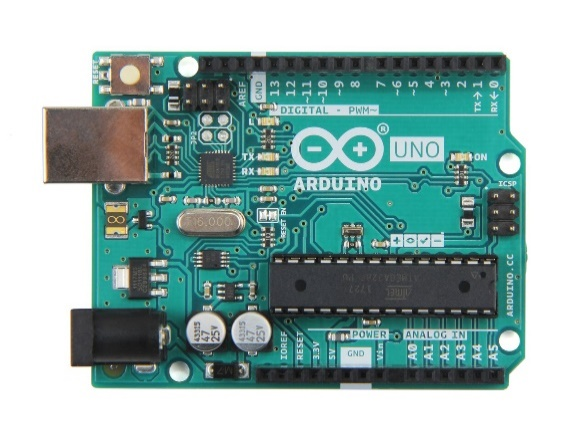 RESET
AREF
GND
13
12
~11
~10
~9
8
7
~6
~5
4
~3
2
TX→1
RX←0
DIGITAL - PWM~
TX
RX
UNO
ON
ARDUINO
ICSP
RESET EN
16.000
ARDUINO.CC
47
25V
47
25V
POWER
ANALOG IN
IOREF
RESET
3.3V
5V
GND
Vin
A0
A1
A2
A3
A4
A5